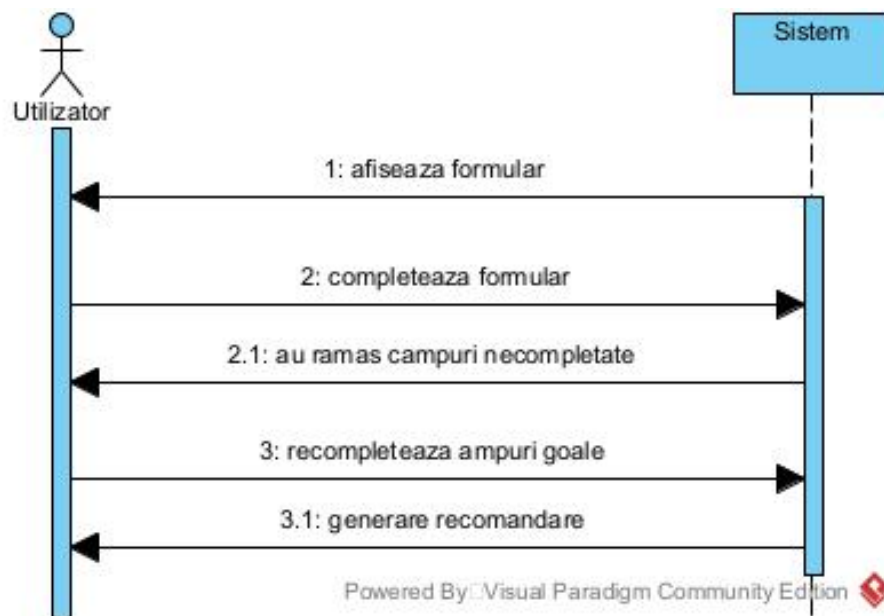 Sistem
Utilizator
1: afiseaza formular
2: completeaza formular
2.1: au ramas campuri necompletate
3: recompleteaza ampuri goale
3.1: generare recomandare
Powered By Visual Paradigm Community Edition